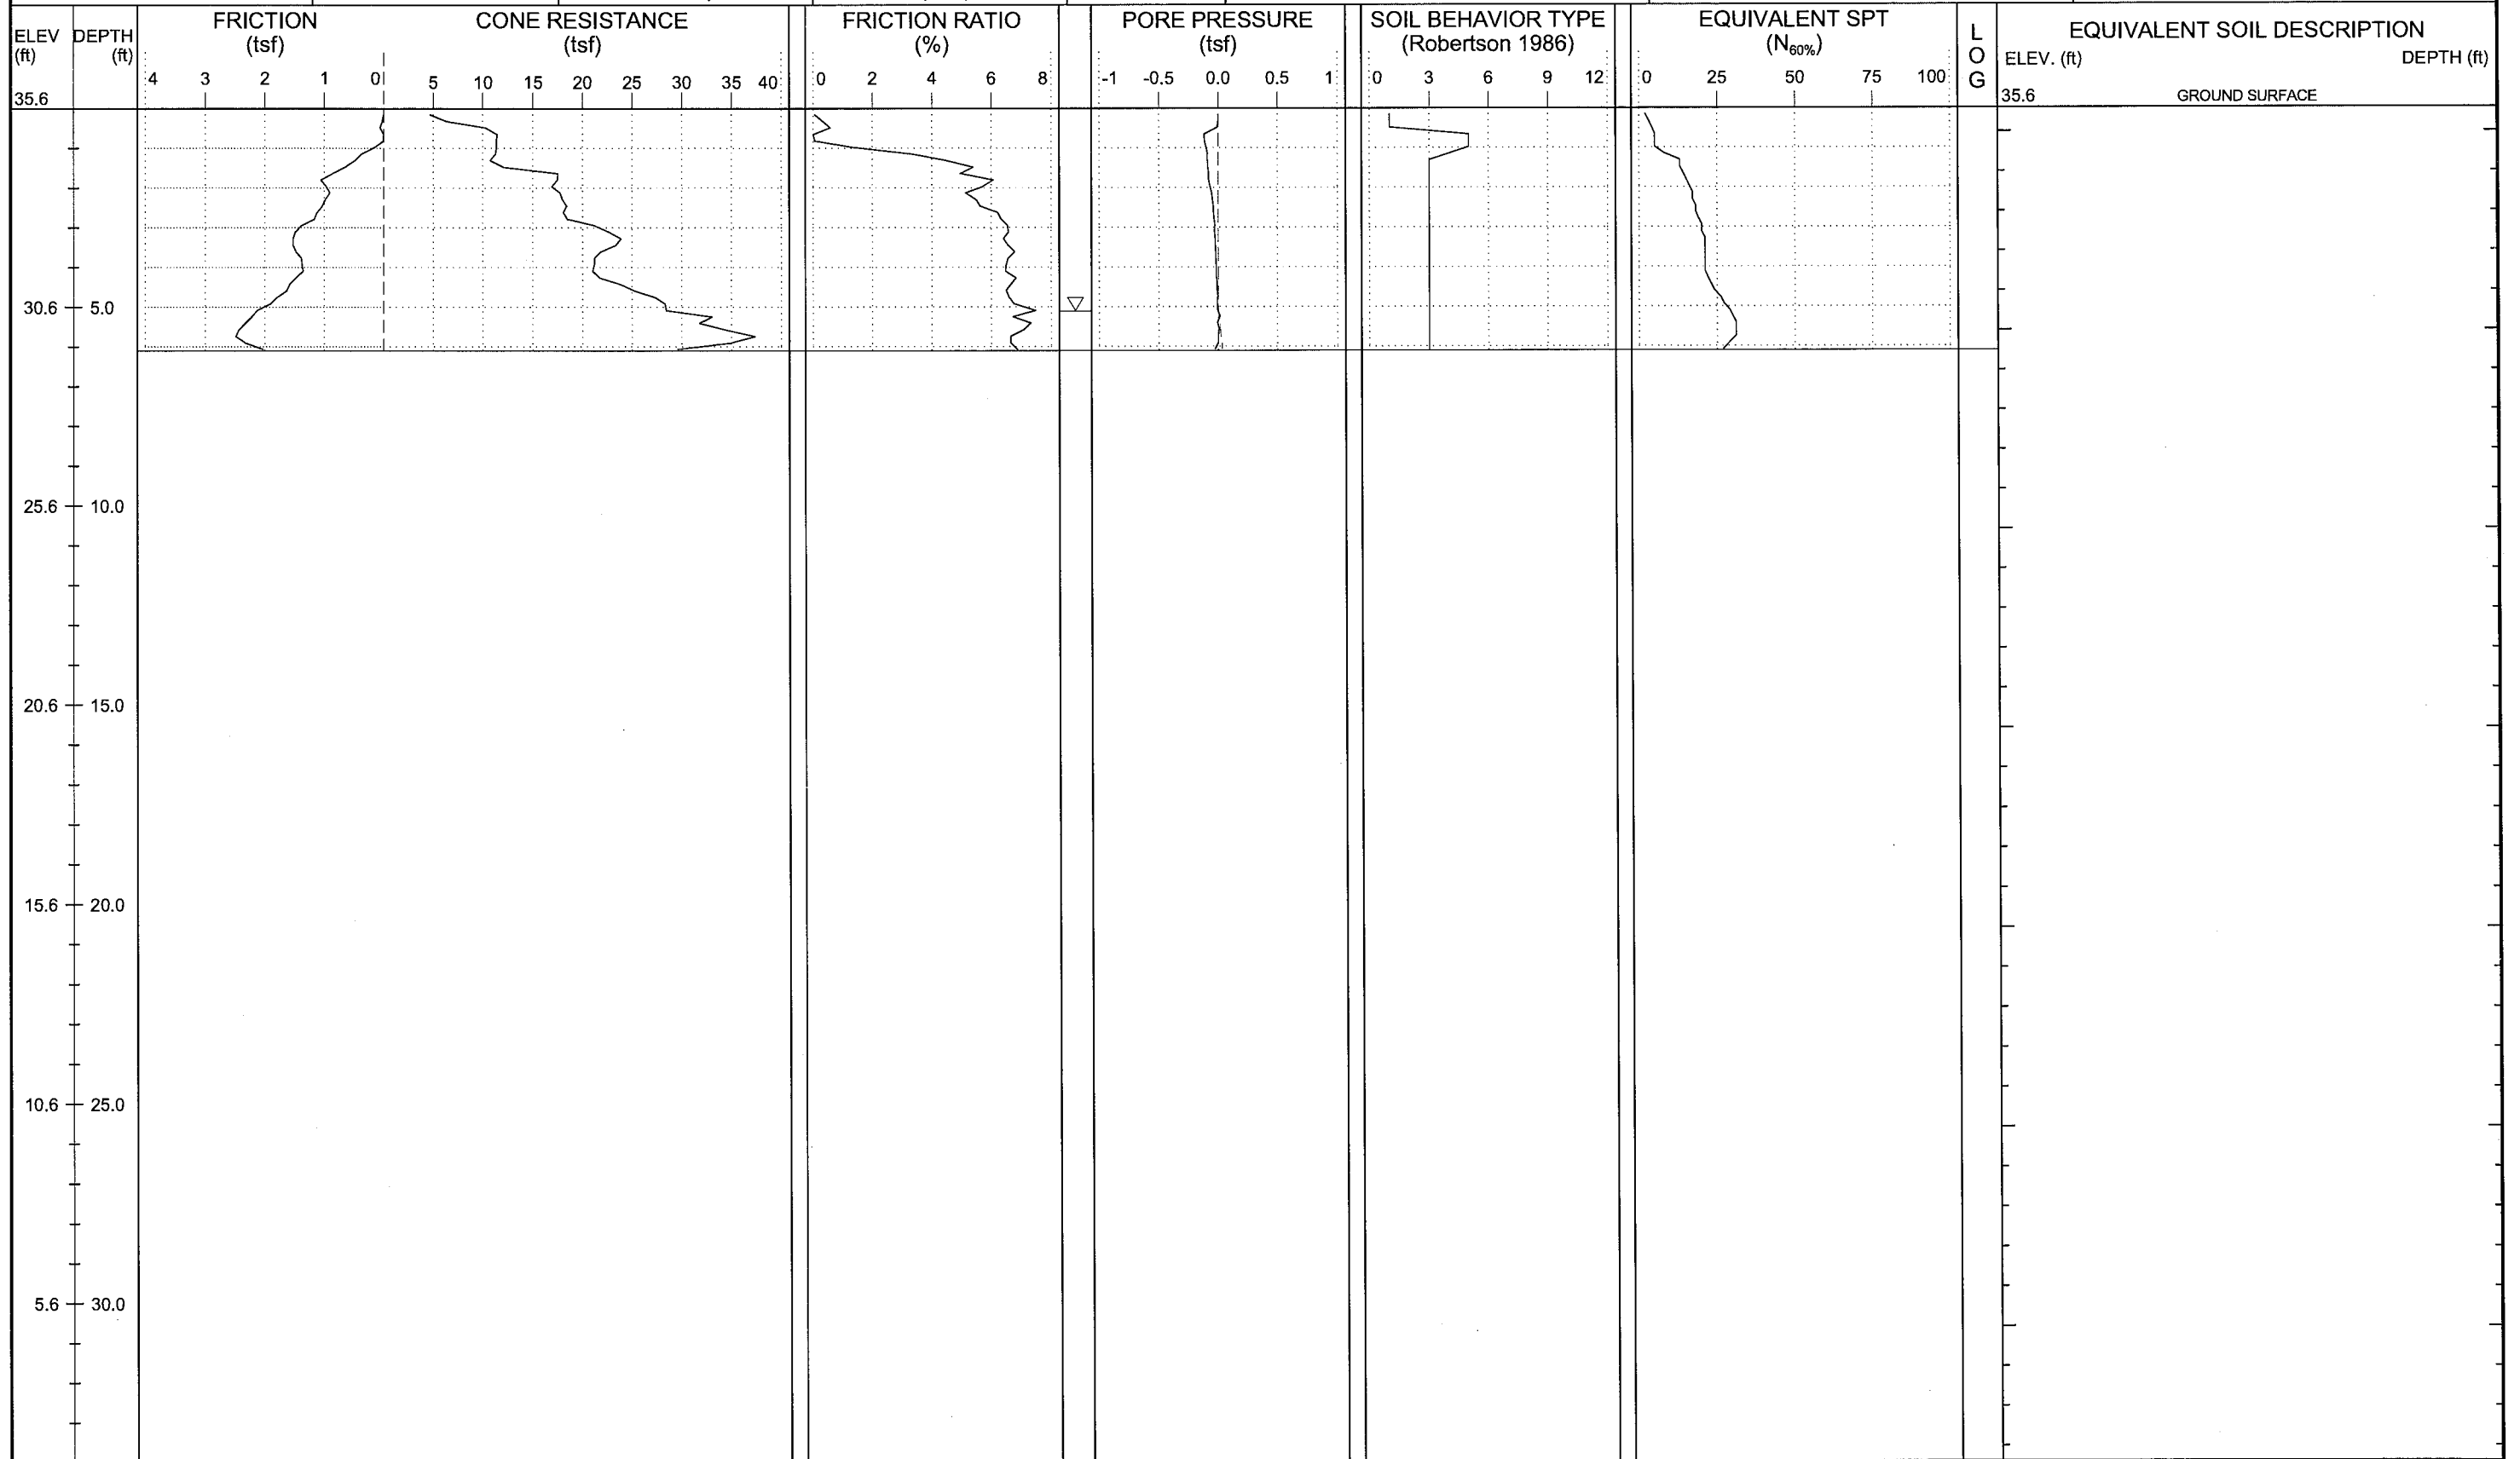 FRICTION CONE RESISTANCE FRICTION RATIO PORE PRESSURE SOIL BEHAVIOR TYPE EQUIVALENT SPT L EQUIVALENT SOIL DESCRIPTION
ELEV DEPTH (tsf) (tsf) (%) (tsf) (Robertson 1986) (N60%) O
(ft) (ft) ELEV. (ft) DEPTH (ft)
4 3 2 1 0 5 10 15 20 25 30 35 40 0 2 4 6 8 -1 -0.5 0.0 0.5 1 0 3 6 9 12 0 25 50 75 100 G
35.6 35.6 GROUND SURFACE
30.6 5.0
25.6 10.0
20.6 15.0
15.6 20.0
10.6 25.0
5.6 30.0